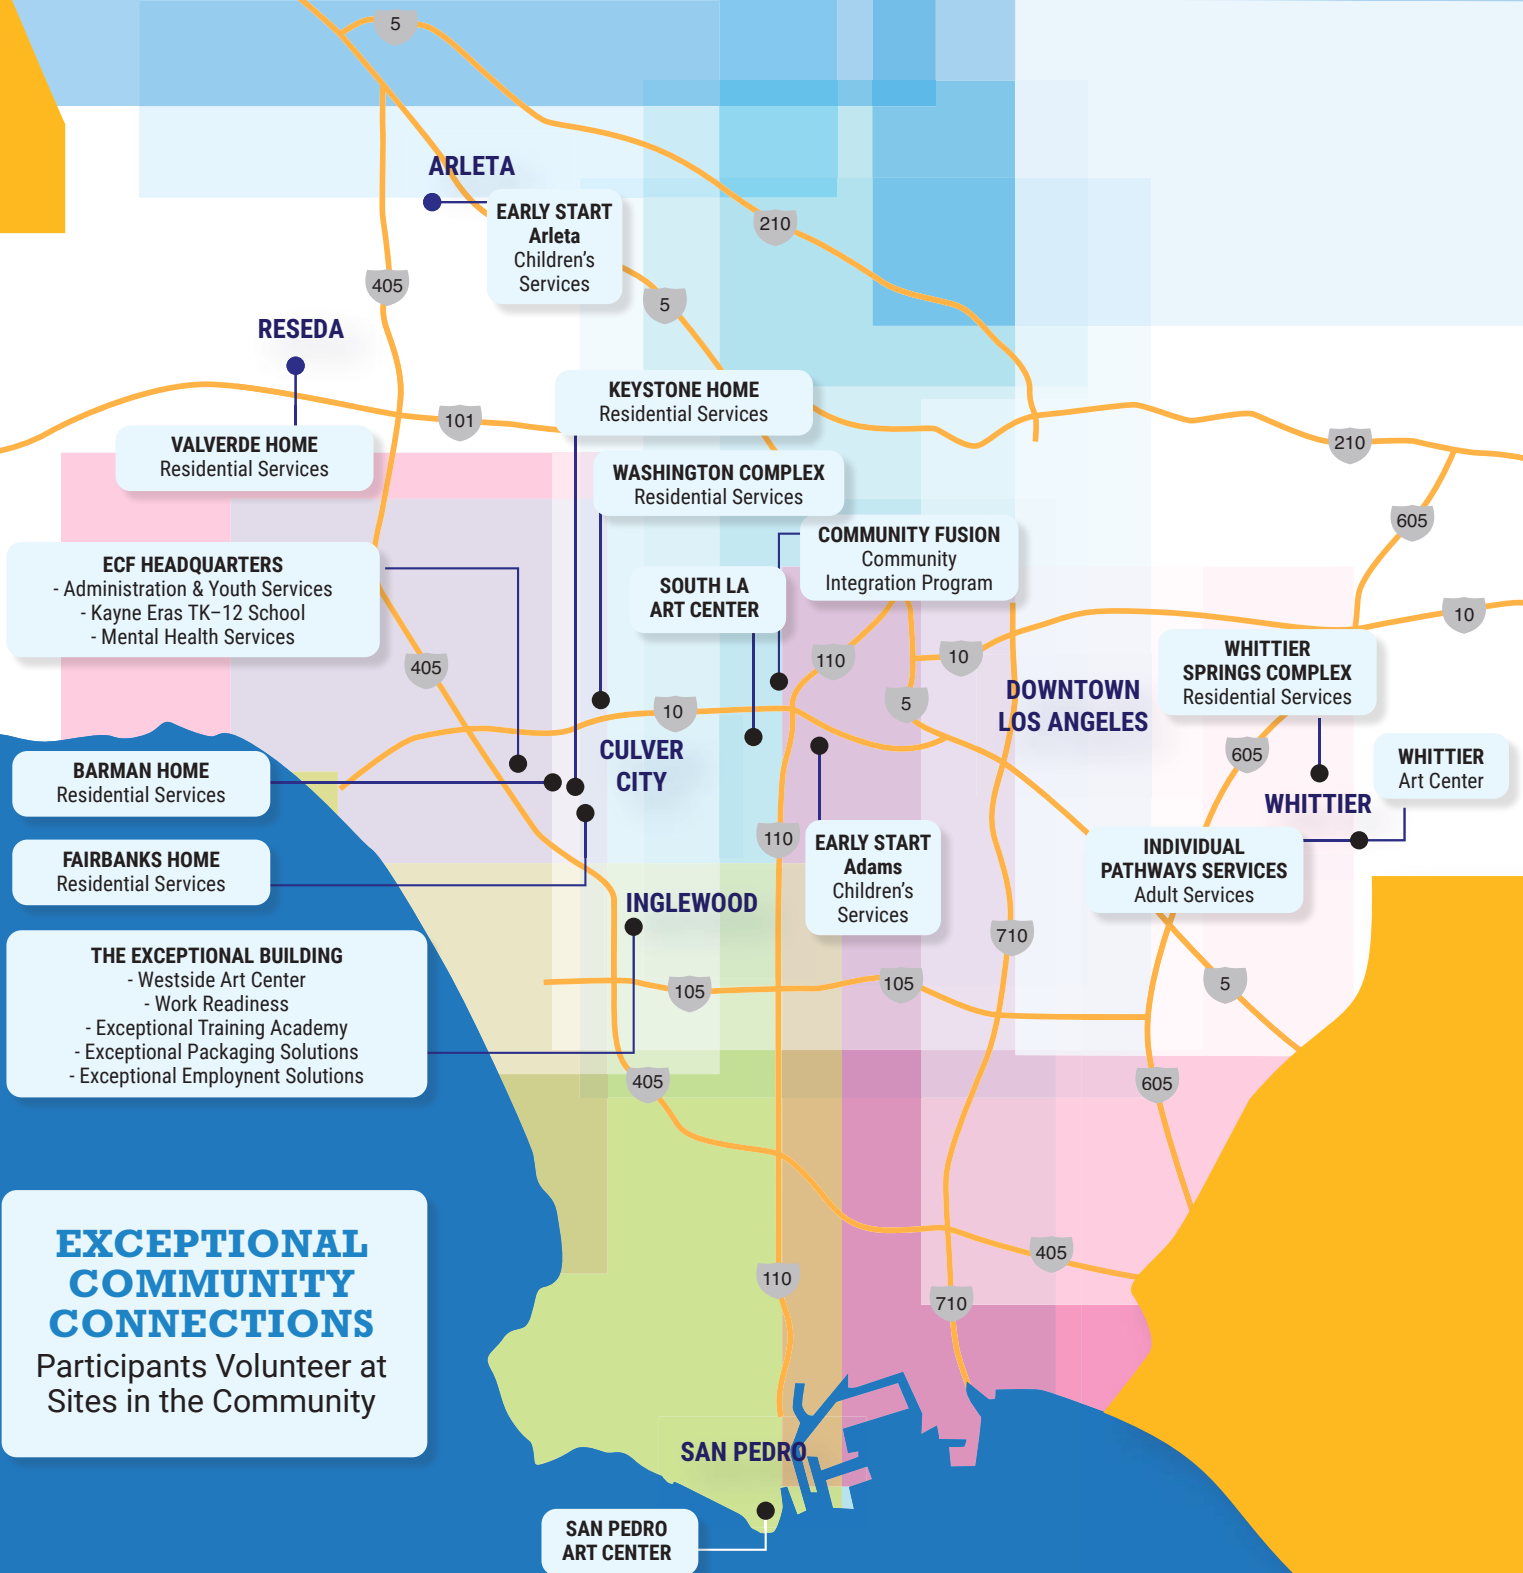 5
ARLETA
EARLY START
Arleta
Children's
Services
210
405
5
RESEDA
KEYSTONE HOME
Residential Services
101
VALVERDE HOME
Residential Services
210
WASHINGTON COMPLEX
Residential Services
605
COMMUNITY FUSION
Community
Integration Program
ECF HEADQUARTERS
- Administration & Youth Services
- Kayne Eras TK–12 School
- Mental Health Services
SOUTH LA
ART CENTER
10
405
110
10
WHITTIER
SPRINGS COMPLEX
Residential Services
DOWNTOWN
LOS ANGELES
5
10
CULVER
CITY
605
WHITTIER
Art Center
BARMAN HOME
Residential Services
WHITTIER
110
EARLY START
Adams
Children's
Services
INDIVIDUAL
PATHWAYS SERVICES
Adult Services
FAIRBANKS HOME
Residential Services
INGLEWOOD
710
THE EXCEPTIONAL BUILDING
- Westside Art Center
- Work Readiness
- Exceptional Training Academy
- Exceptional Packaging Solutions
- Exceptional Employnent Solutions
105
105
5
405
605
EXCEPTIONAL
COMMUNITY
CONNECTIONS
Participants Volunteer at
Sites in the Community
405
110
710
SAN PEDRO
SAN PEDRO
ART CENTER